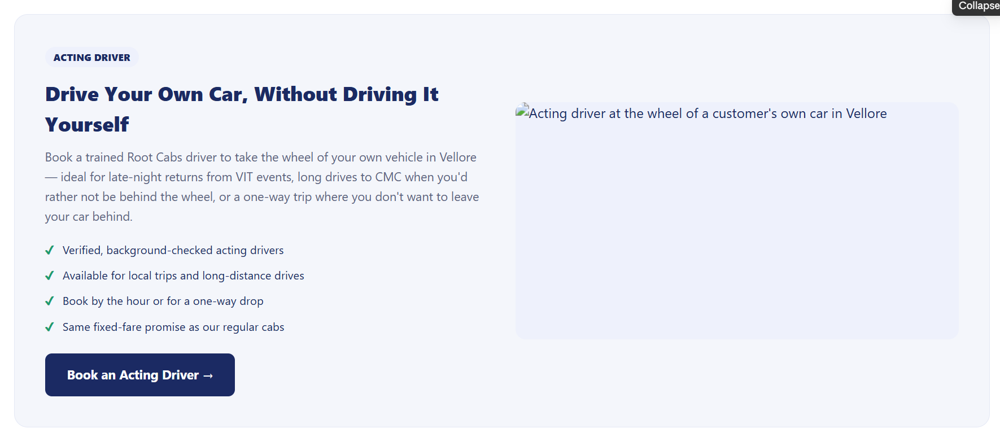 Collapse
ACTING DRIVER
Drive Your Own Car, Without Driving It
Yourself
Book a trained Root Cabs driver to take the wheel of your own vehicle in Vellore
— ideal for late-night returns from VIT events, long drives to CMC when you'd
rather not be behind the wheel, or a one-way trip where you don't want to leave
your car behind.
✔ Verified, background-checked acting drivers
✔ Available for local trips and long-distance drives
✔ Book by the hour or for a one-way drop
✔ Same fixed-fare promise as our regular cabs
Book an Acting Driver →
Acting driver at the wheel of a customer's own car in Vellore